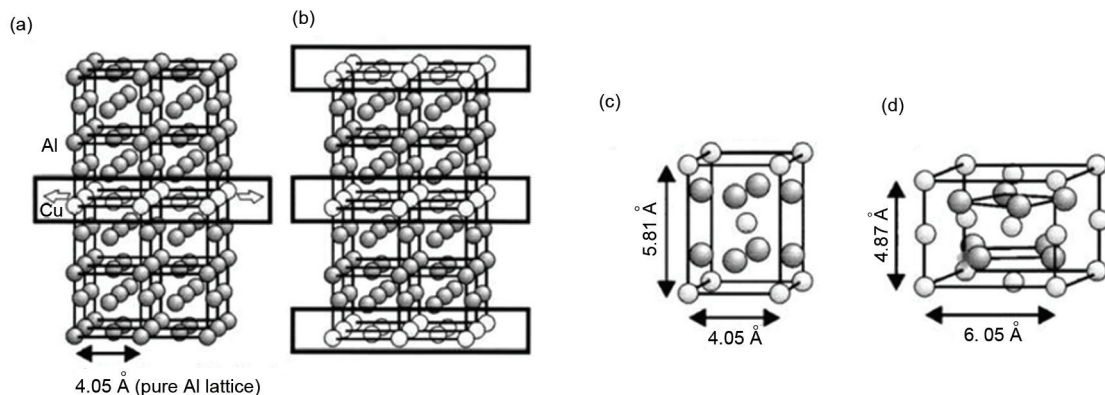 (a)
(b)
Al
Cu
4.05 Å (pure Al lattice)
(c)
(d)
5.81 Å
4.05 Å
4.87 Å
6. 05 Å